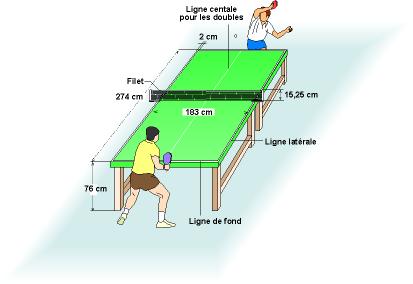 Ligne centale
pour les doubles
2 cm
Filet
274 cm
15,25 cm
183 cm
Ligne latérale
76 cm
Ligne de fond